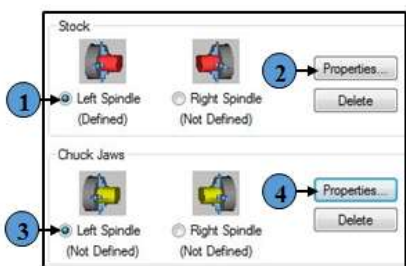 Stock
2 Properties....
1 Left Spindle Right Spindle Delete
(Defined) (Not Defined)
Chuck Jaws
4 Properties....
3 Left Spindle Right Spindle Delete
(Not Defined) (Not Defined)